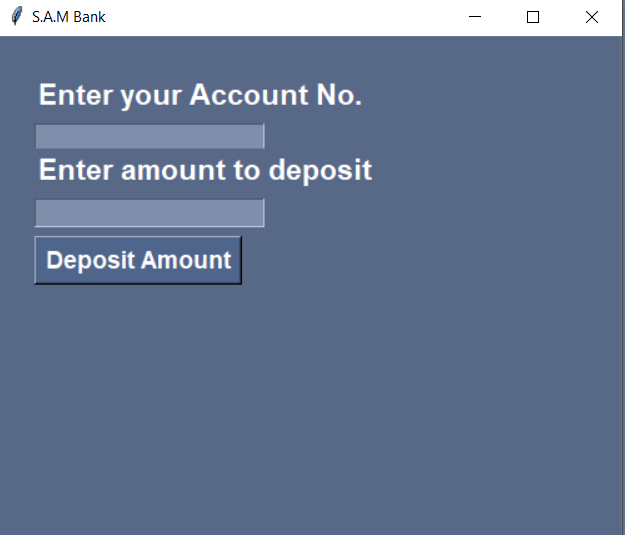 S.A.M Bank
Enter your Account No.
Enter amount to deposit
Deposit Amount